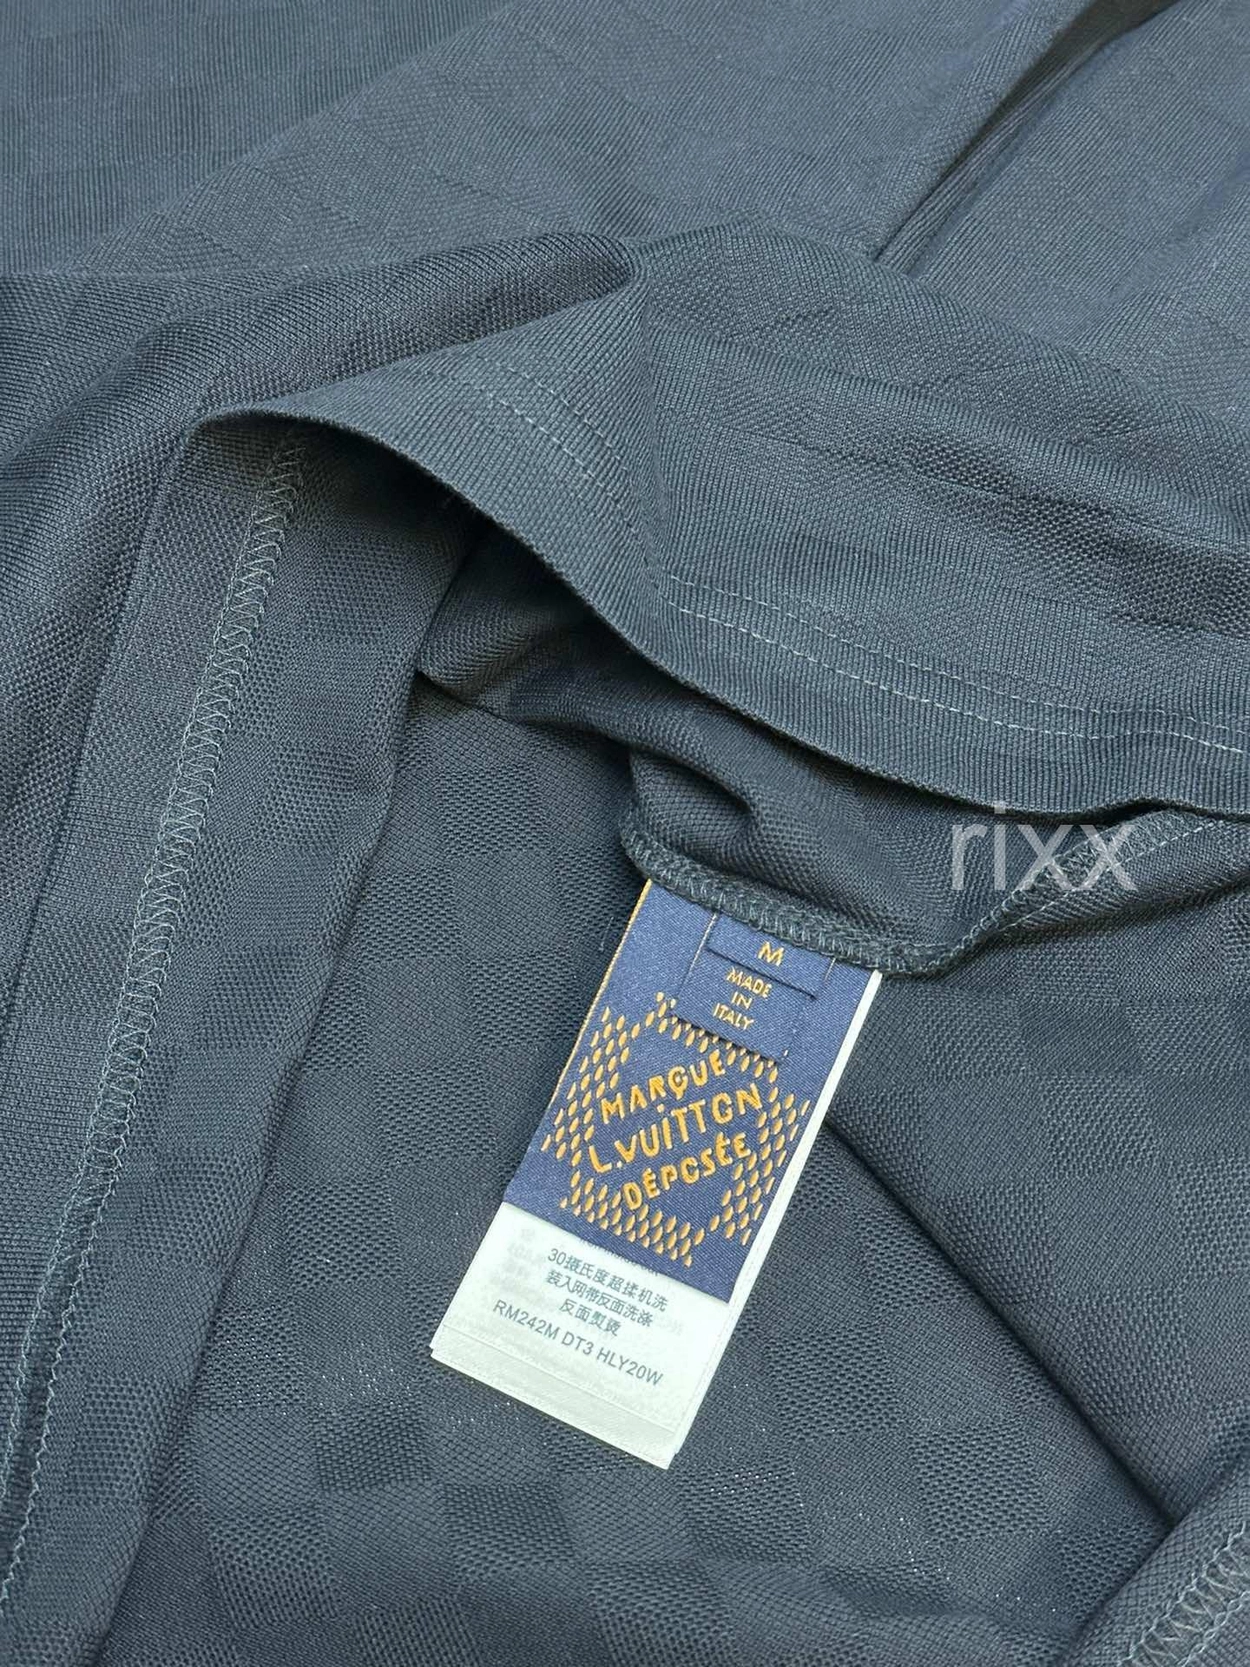 rixx
M
MADE
IN
ITALY
MARQUE
L.VUITTON
DÉPOSÉE
30摄氏度超揉机洗
装入网带反面洗涤
反面熨烫
RM242M DT3 HLY20W